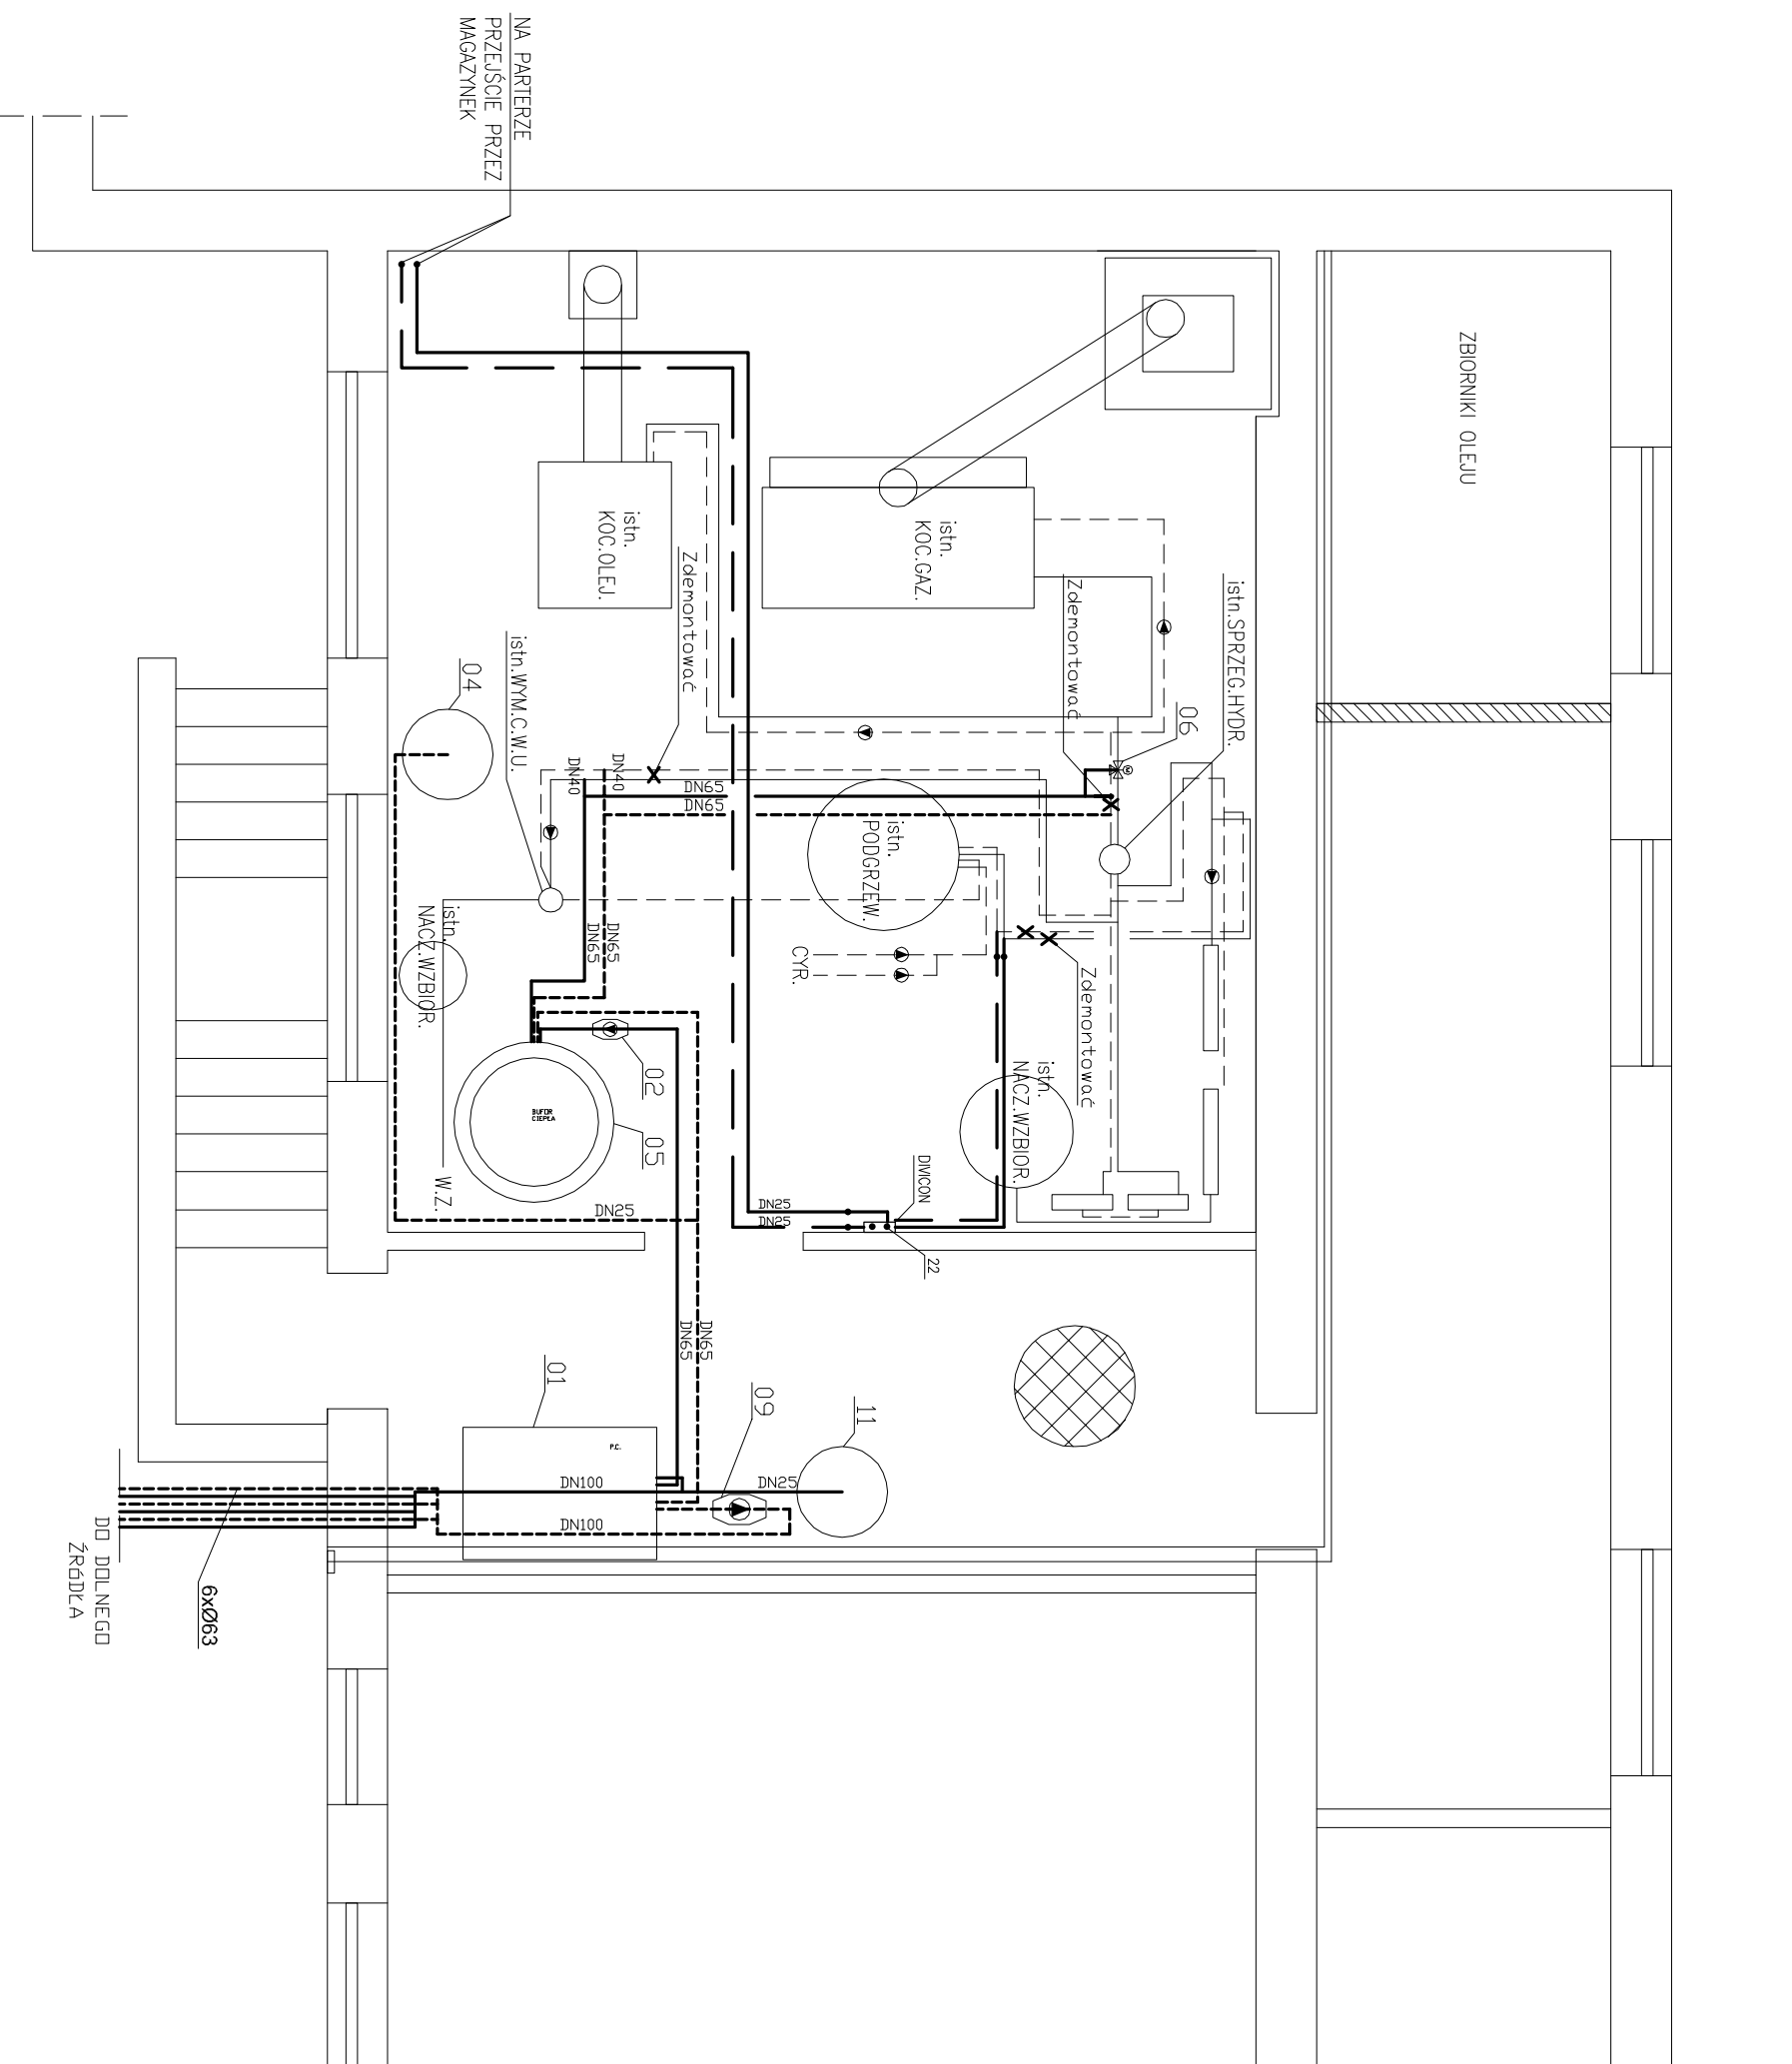 NA PARTERZE
PRZEJŚCIE PRZEZ
MAGAZYNEK
ZBIORNIKI OLEJU
istn.
KOC.OLEJ.
istn.
KOC.GAZ.
Zdemontować
Zdemontować
istn.SPRZEG.HYDR.
istn.WYM.C.W.U.
04
06
DN40
DN40
DN65
DN65
istn.
PODGRZEW.
istn.
NACZ.WZBIOR.
DN65
DN65
CYR.
Zdemontować
istn.
NACZ.WZBIOR.
02
05
BUFOR
CIEPŁA
W.Z.
DIVICON
DN25
DN25
DN25
22
DN65
DN65
01
09
11
P.C.
DN100
DN25
DN100
6xØ63
DO DOLNEGO
ŹRÓDŁA